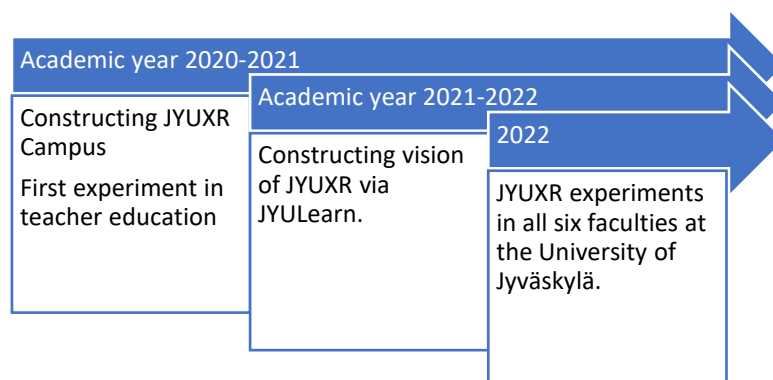 Academic year 2020-2021
Constructing JYUXR
Campus
First experiment in
teacher education
Academic year 2021-2022
Constructing vision
of JYUXR via
JYULearn.
2022
JYUXR experiments
in all six faculties at
the University of
Jyväskylä.